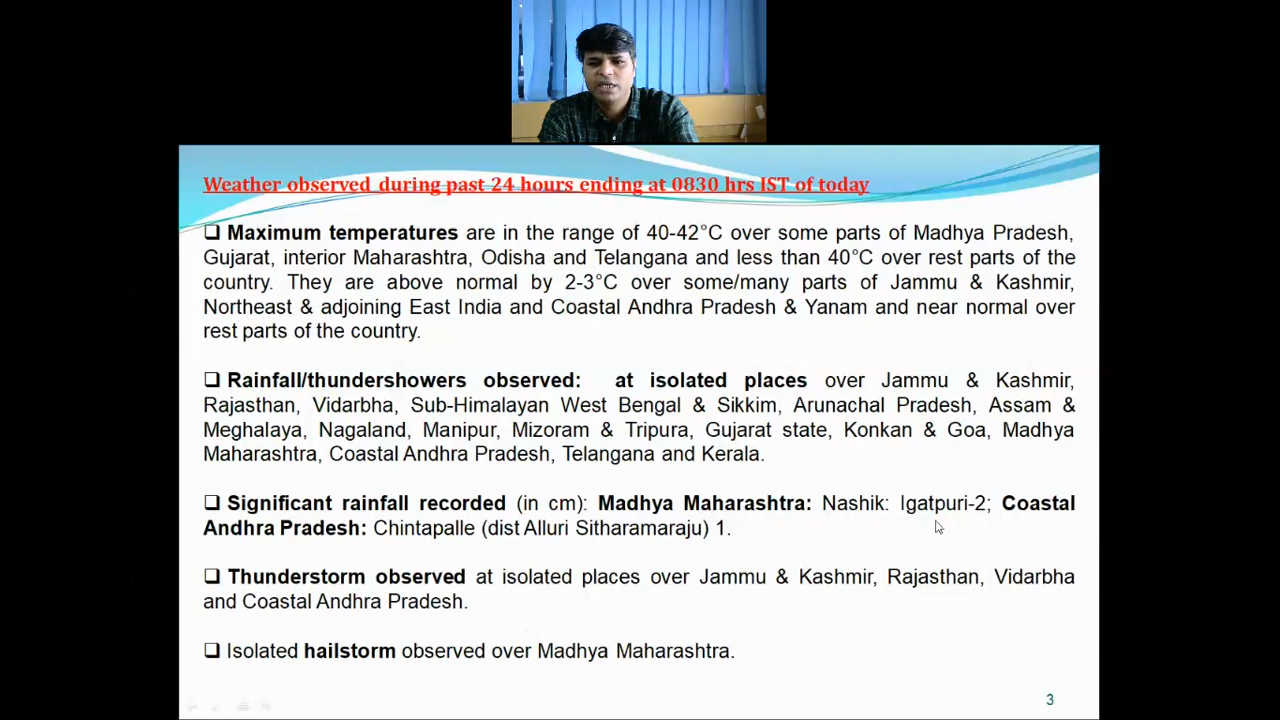 Weather observed during past 24 hours ending at 0830 hrs IST of today
❑ Maximum temperatures are in the range of 40-42°C over some parts of Madhya Pradesh,
Gujarat, interior Maharashtra, Odisha and Telangana and less than 40°C over rest parts of the
country. They are above normal by 2-3°C over some/many parts of Jammu & Kashmir,
Northeast & adjoining East India and Coastal Andhra Pradesh & Yanam and near normal over
rest parts of the country.
❑ Rainfall/thundershowers observed: at isolated places over Jammu & Kashmir,
Rajasthan, Vidarbha, Sub-Himalayan West Bengal & Sikkim, Arunachal Pradesh, Assam &
Meghalaya, Nagaland, Manipur, Mizoram & Tripura, Gujarat state, Konkan & Goa, Madhya
Maharashtra, Coastal Andhra Pradesh, Telangana and Kerala.
❑ Significant rainfall recorded (in cm): Madhya Maharashtra: Nashik: Igatpuri-2; Coastal
Andhra Pradesh: Chintapalle (dist Alluri Sitharamaraju) 1.
❑ Thunderstorm observed at isolated places over Jammu & Kashmir, Rajasthan, Vidarbha
and Coastal Andhra Pradesh.
❑ Isolated hailstorm observed over Madhya Maharashtra.
3